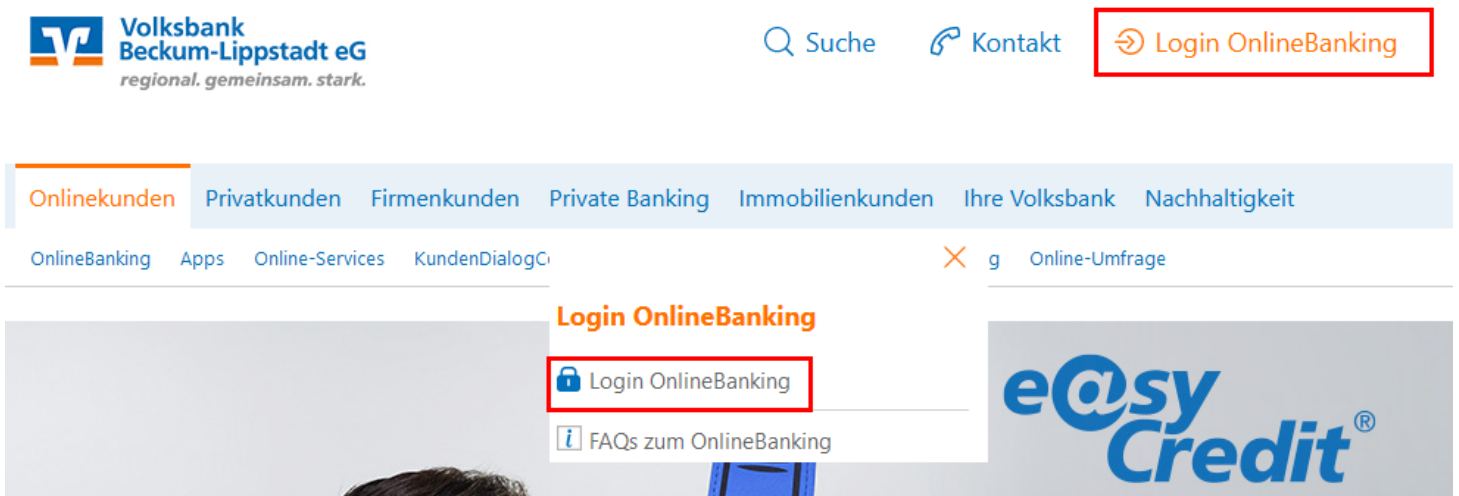 Volksbank
Beckum-Lippstadt eG
regional. gemeinsam. stark.
Suche Kontakt Login OnlineBanking
Onlinekunden Privatkunden Firmenkunden Private Banking Immobilienkunden Ihre Volksbank Nachhaltigkeit
OnlineBanking Apps Online-Services g Online-Umfrage
Login OnlineBanking
Login OnlineBanking
FAQs zum OnlineBanking
e@sy
Credit®